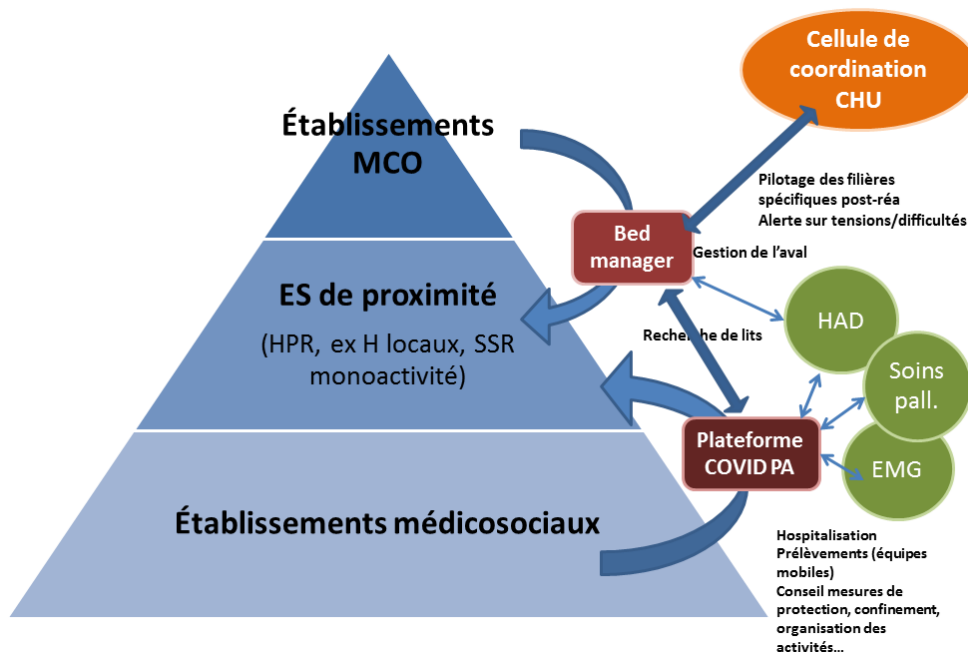 Cellule de
coordination
CHU
Établissements
MCO
Pilotage des filières
spécifiques post-réa
Alerte sur tensions/difficultés
Bed
manager
Gestion de l'aval
ES de proximité
(HPR, ex H locaux, SSR
monoactivité)
HAD
Recherche de lits
Soins
pall.
Plateforme
COVID PA
EMG
Établissements médicosociaux
Hospitalisation
Prélèvements (équipes
mobiles)
Conseil mesures de
protection, confinement,
organisation des
activités...